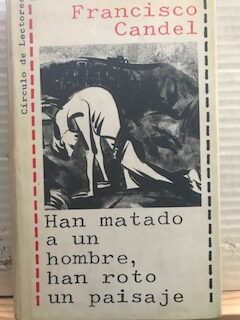 Francisco
Candel
Círculo de Lectores
Han matado
a un
hombre,
han roto
un paisaje